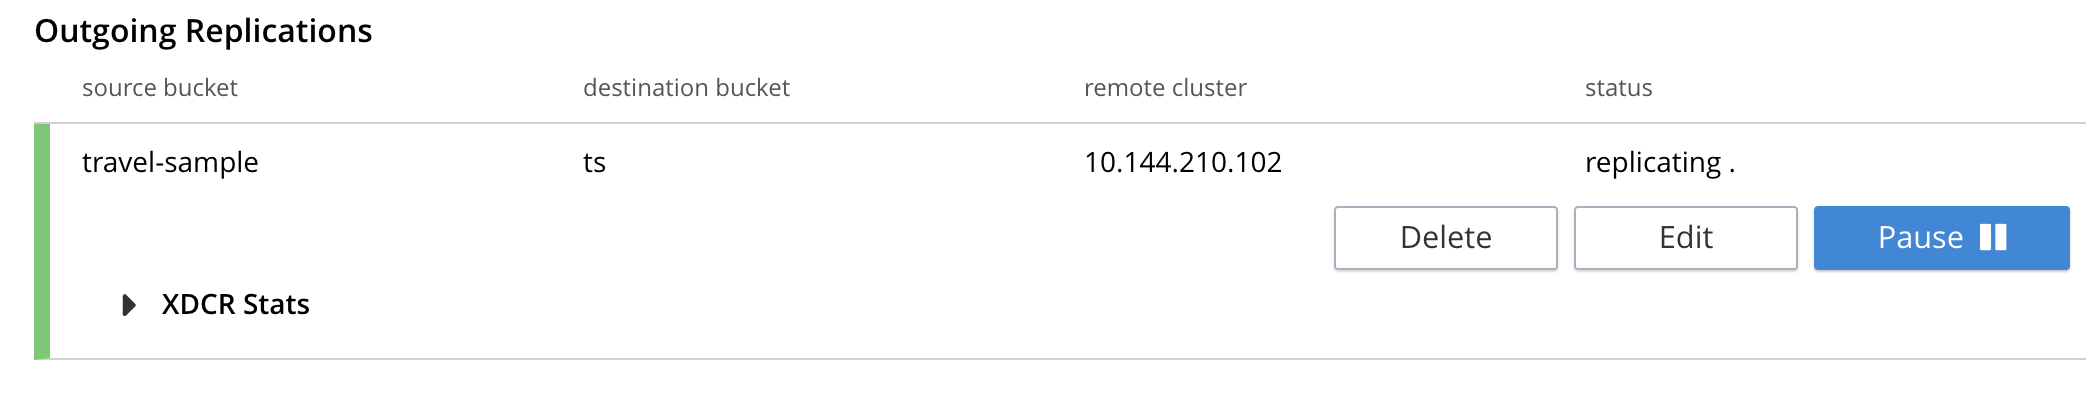 Outgoing Replications
source bucket destination bucket remote cluster status
travel-sample ts 10.144.210.102 replicating .
Delete Edit Pause
XDCR Stats